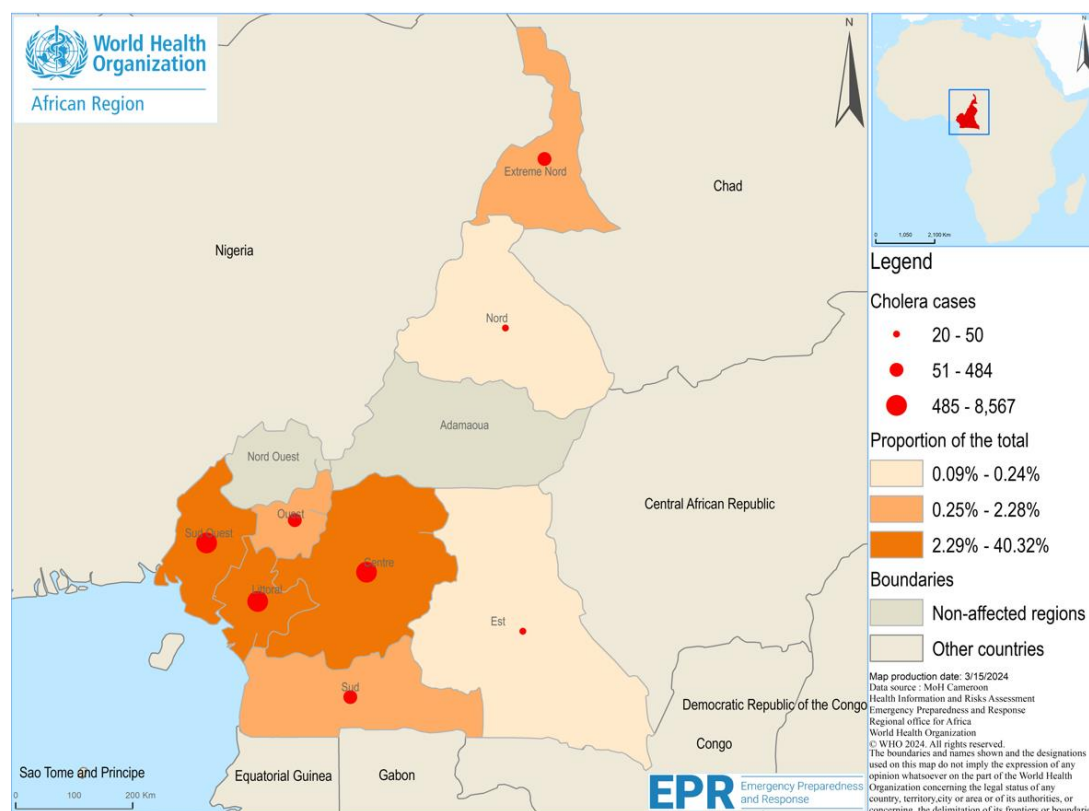 World Health
Organization
African Region
N
N
Extreme Nord
Chad
Nigeria
Nord
Adamaoua
Nord Ouest
Central African Republic
Ouest
Sud Ouest
Centre
Littoral
Est
Sud
Democratic Republic of the Congo
Congo
Sao Tome and Principe
Equatorial Guinea
Gabon
0 100 200 Km
EPR Emergency Preparedness
and Response
0 1,050 2,100 Km
Legend
Cholera cases
20 - 50
51 - 484
485 - 8,567
Proportion of the total
0.09% - 0.24%
0.25% - 2.28%
2.29% - 40.32%
Boundaries
Non-affected regions
Other countries
Map production date: 3/15/2024
Data source : MoH Cameroon
Health Information and Risks Assessment
Emergency Preparedness and Response
Regional office for Africa
World Health Organization
© WHO 2024. All rights reserved.
The boundaries and names shown and the designations
used on this map do not imply the expression of any
opinion whatsoever on the part of the World Health
Organization concerning the legal status of any
country, territory,city or area or of its authorities, or
concerning the delimitation of its frontiers or